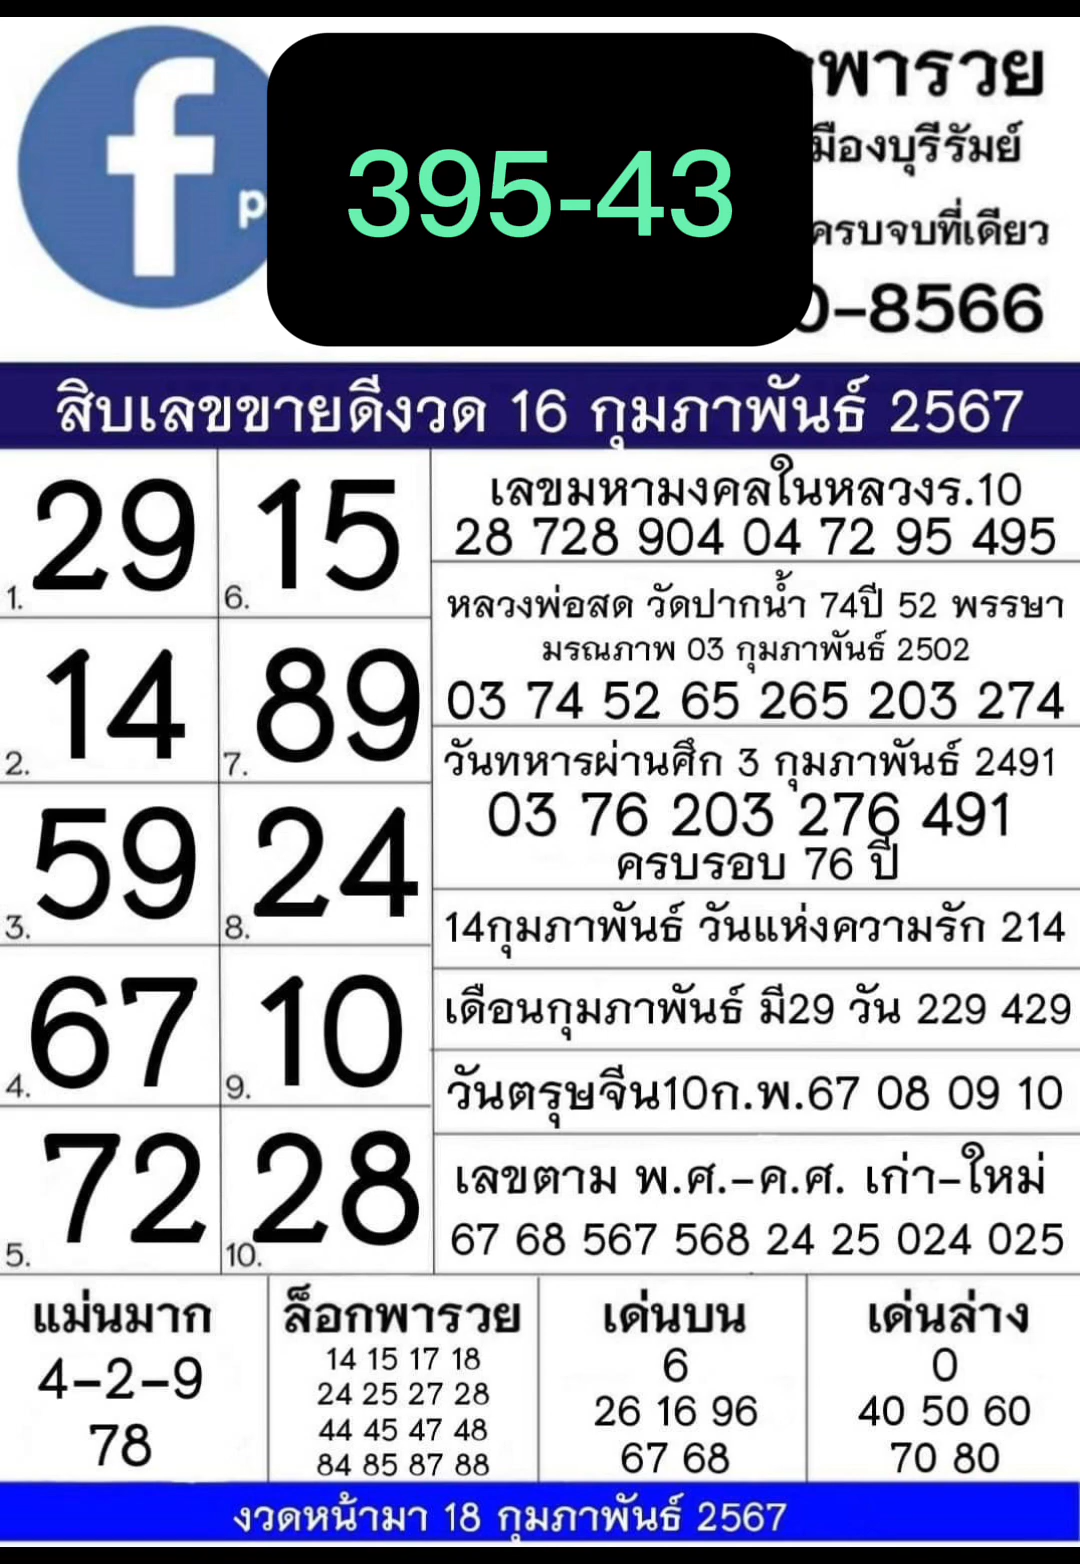 f
395-43
พารวย
ครบจบที่เดียว
-8566
สิบเลขขายดีงวด 16 กุมภาพันธ์ 2567
1. 29
6. 15
2. 14
7. 89
3. 59
8. 24
4. 67
9. 10
5. 72
10. 28
เลขมหามงคลในหลวงร.10
28 728 904 04 72 95 495
หลวงพ่อสด วัดปากน้ำ 74ปี 52 พรรษา
มรณภาพ 03 กุมภาพันธ์ 2502
03 74 52 65 265 203 274
วันทหารผ่านศึก 3 กุมภาพันธ์ 2491
03 76 203 276 491
ครบรอบ 76 ปี
14กุมภาพันธ์ วันแห่งความรัก 214
เดือนกุมภาพันธ์ มี29 วัน 229 429
วันตรุษจีน10ก.พ.67 08 09 10
เลขตาม พ.ศ.-ค.ศ. เก่า-ใหม่
67 68 567 568 24 25 024 025
แม่นมาก
4-2-9
78
ล็อกพารวย
14 15 17 18
24 25 27 28
44 45 47 48
84 85 87 88
เด่นบน
6
26 16 96
67 68
เด่นล่าง
0
40 50 60
70 80
งวดหน้ามา 18 กุมภาพันธ์ 2567